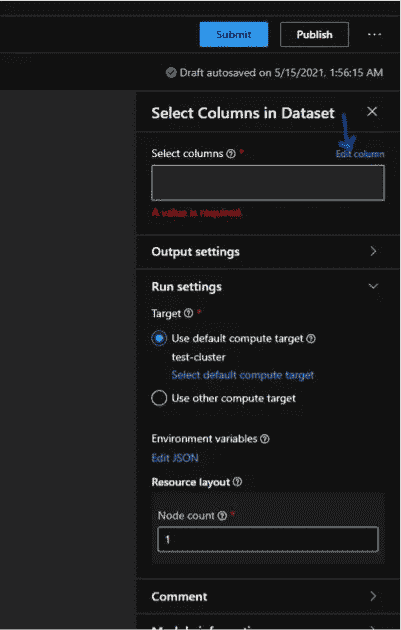 Submit
Publish
Draft autosaved on 5/15/2021, 1:56:15 AM
Select Columns in Dataset
Select columns *
Edit column
A value is required.
Output settings
Run settings
Target *
Use default compute target
test-cluster
Select default compute target
Use other compute target
Environment variables
Edit JSON
Resource layout
Node count *
1
Comment